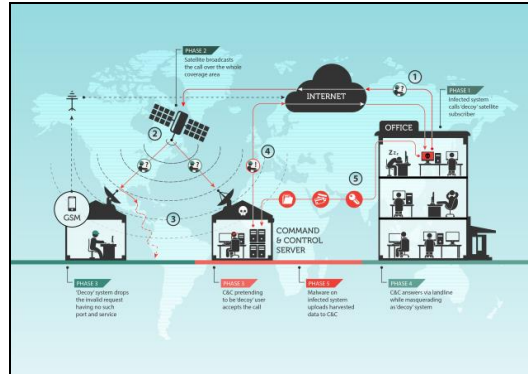 PHASE 2
Satellite broadcasts
the call over the whole
coverage area
1
INTERNET
PHASE 1
Infected system
calls 'decoy' satellite
subscriber
OFFICE
2
4
Zz,
5
GSM
3
COMMAND
& CONTROL
SERVER
PHASE 3
'Decoy' system drops
the invalid request
having no such
port and service
PHASE 3
C&C pretending
to be 'decoy' user
accepts the call
PHASE 5
Malware on
infected system
uploads harvested
data to C&C
PHASE 4
C&C answers via landline
while masquerading
as 'decoy' system